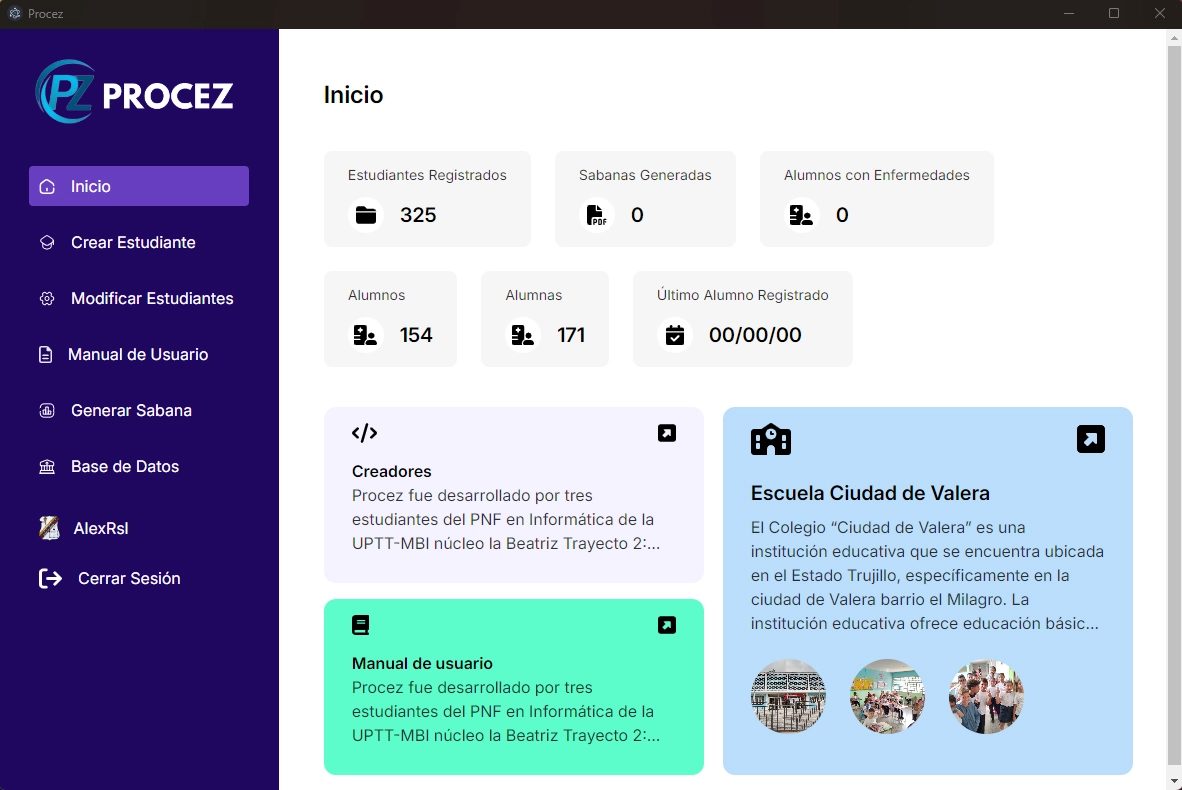 Procez
PZ PROCEZ
Inicio
Crear Estudiante
Modificar Estudiantes
Manual de Usuario
Generar Sabana
Base de Datos
AlexRsl
Cerrar Sesión
Inicio
Estudiantes Registrados
325
Sabanas Generadas
PDF
0
Alumnos con Enfermedades
0
Alumnos
154
Alumnas
171
Último Alumno Registrado
00/00/00
Creadores
Procez fue desarrollado por tres
estudiantes del PNF en Informática de la
UPTT-MBI núcleo la Beatriz Trayecto 2:...
Manual de usuario
Procez fue desarrollado por tres
estudiantes del PNF en Informática de la
UPTT-MBI núcleo la Beatriz Trayecto 2:...
Escuela Ciudad de Valera
El Colegio “Ciudad de Valera” es una
institución educativa que se encuentra ubicada
en el Estado Trujillo, específicamente en la
ciudad de Valera barrio el Milagro. La
institución educativa ofrece educación básic...